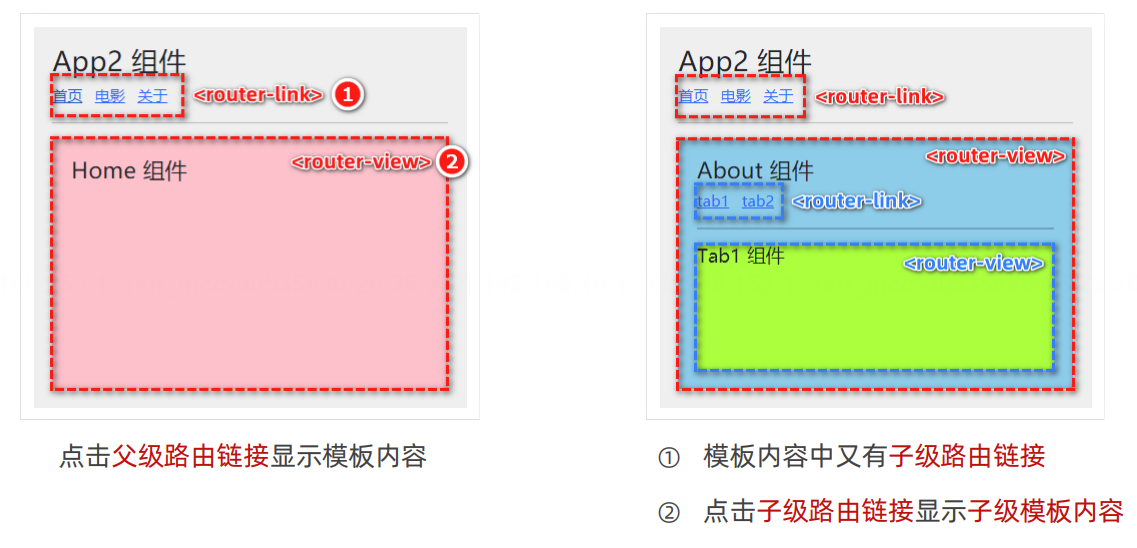 App2 组件
首页 电影 关于 <router-link> 1
<router-view> 2
Home 组件
点击父级路由链接显示模板内容
App2 组件
首页 电影 关于 <router-link>
<router-view>
About 组件
tab1 tab2 <router-link>
Tab1 组件 <router-view>
① 模板内容中又有子级路由链接
② 点击子级路由链接显示子级模板内容